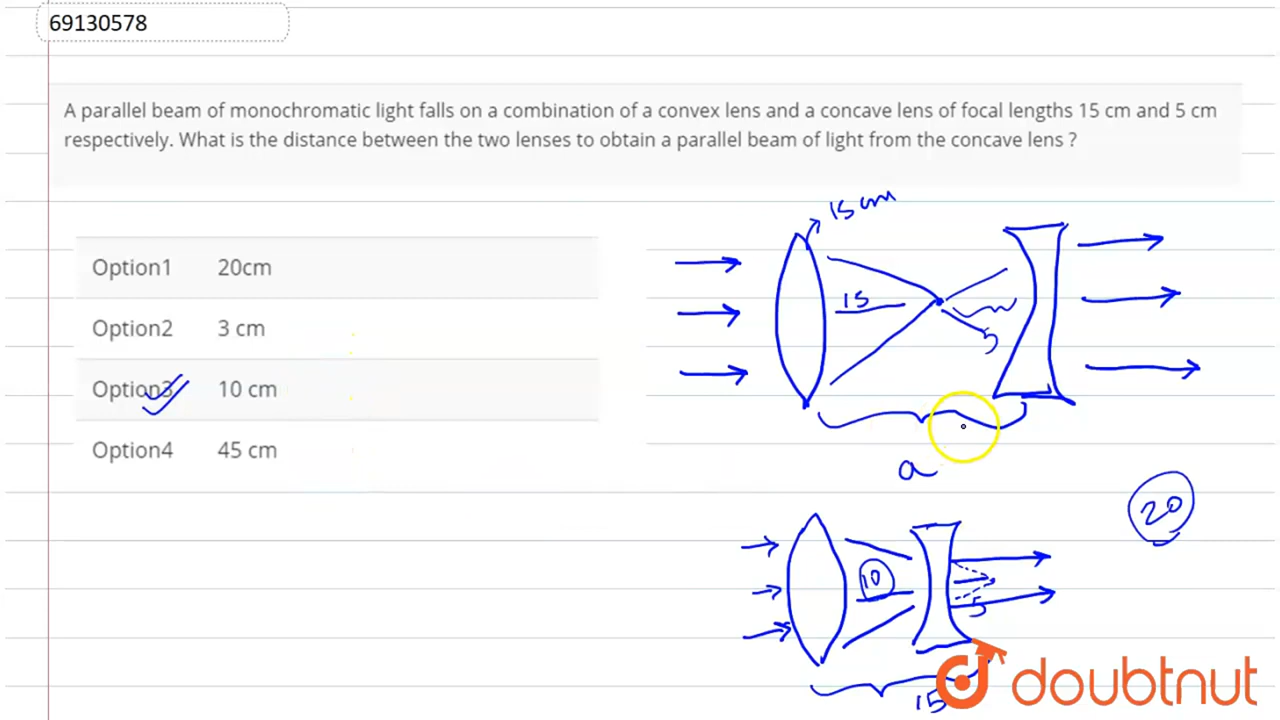 69130578
A parallel beam of monochromatic light falls on a combination of a convex lens and a concave lens of focal lengths 15 cm and 5 cm
respectively. What is the distance between the two lenses to obtain a parallel beam of light from the concave lens ?
15 cm
Option1 20cm
15
Option2 3 cm
5
Option3 10 cm
Option4 45 cm
a
20
10
5
15
doubtnut